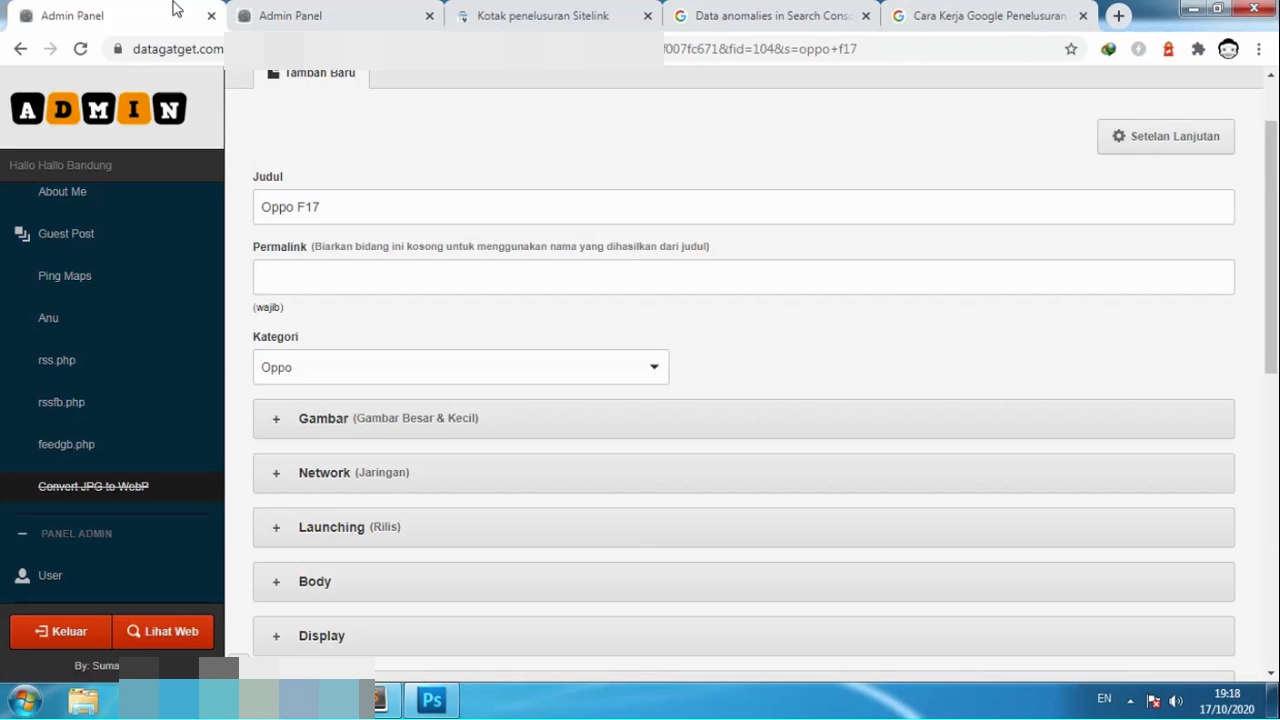 Admin Panel
Admin Panel
Kotak penelusuran Sitelink
Data anomalies in Search Conso
Cara Kerja Google Penelusuran
datagatget.com
f007fc671&fid=104&s=oppo+f17
ADMIN
Tambah Baru
Setelan Lanjutan
Hallo Hallo Bandung
About Me
Guest Post
Ping Maps
Anu
rss.php
rssfb.php
feedgb.php
Convert JPG to WebP
PANEL ADMIN
User
Keluar
Lihat Web
By: Suma
Judul
Oppo F17
Permalink (Biarkan bidang ini kosong untuk menggunakan nama yang dihasilkan dari judul)
(wajib)
Kategori
Oppo
+ Gambar (Gambar Besar & Kecil)
+ Network (Jaringan)
+ Launching (Rilis)
+ Body
+ Display
Ps
EN
19:18
17/10/2020